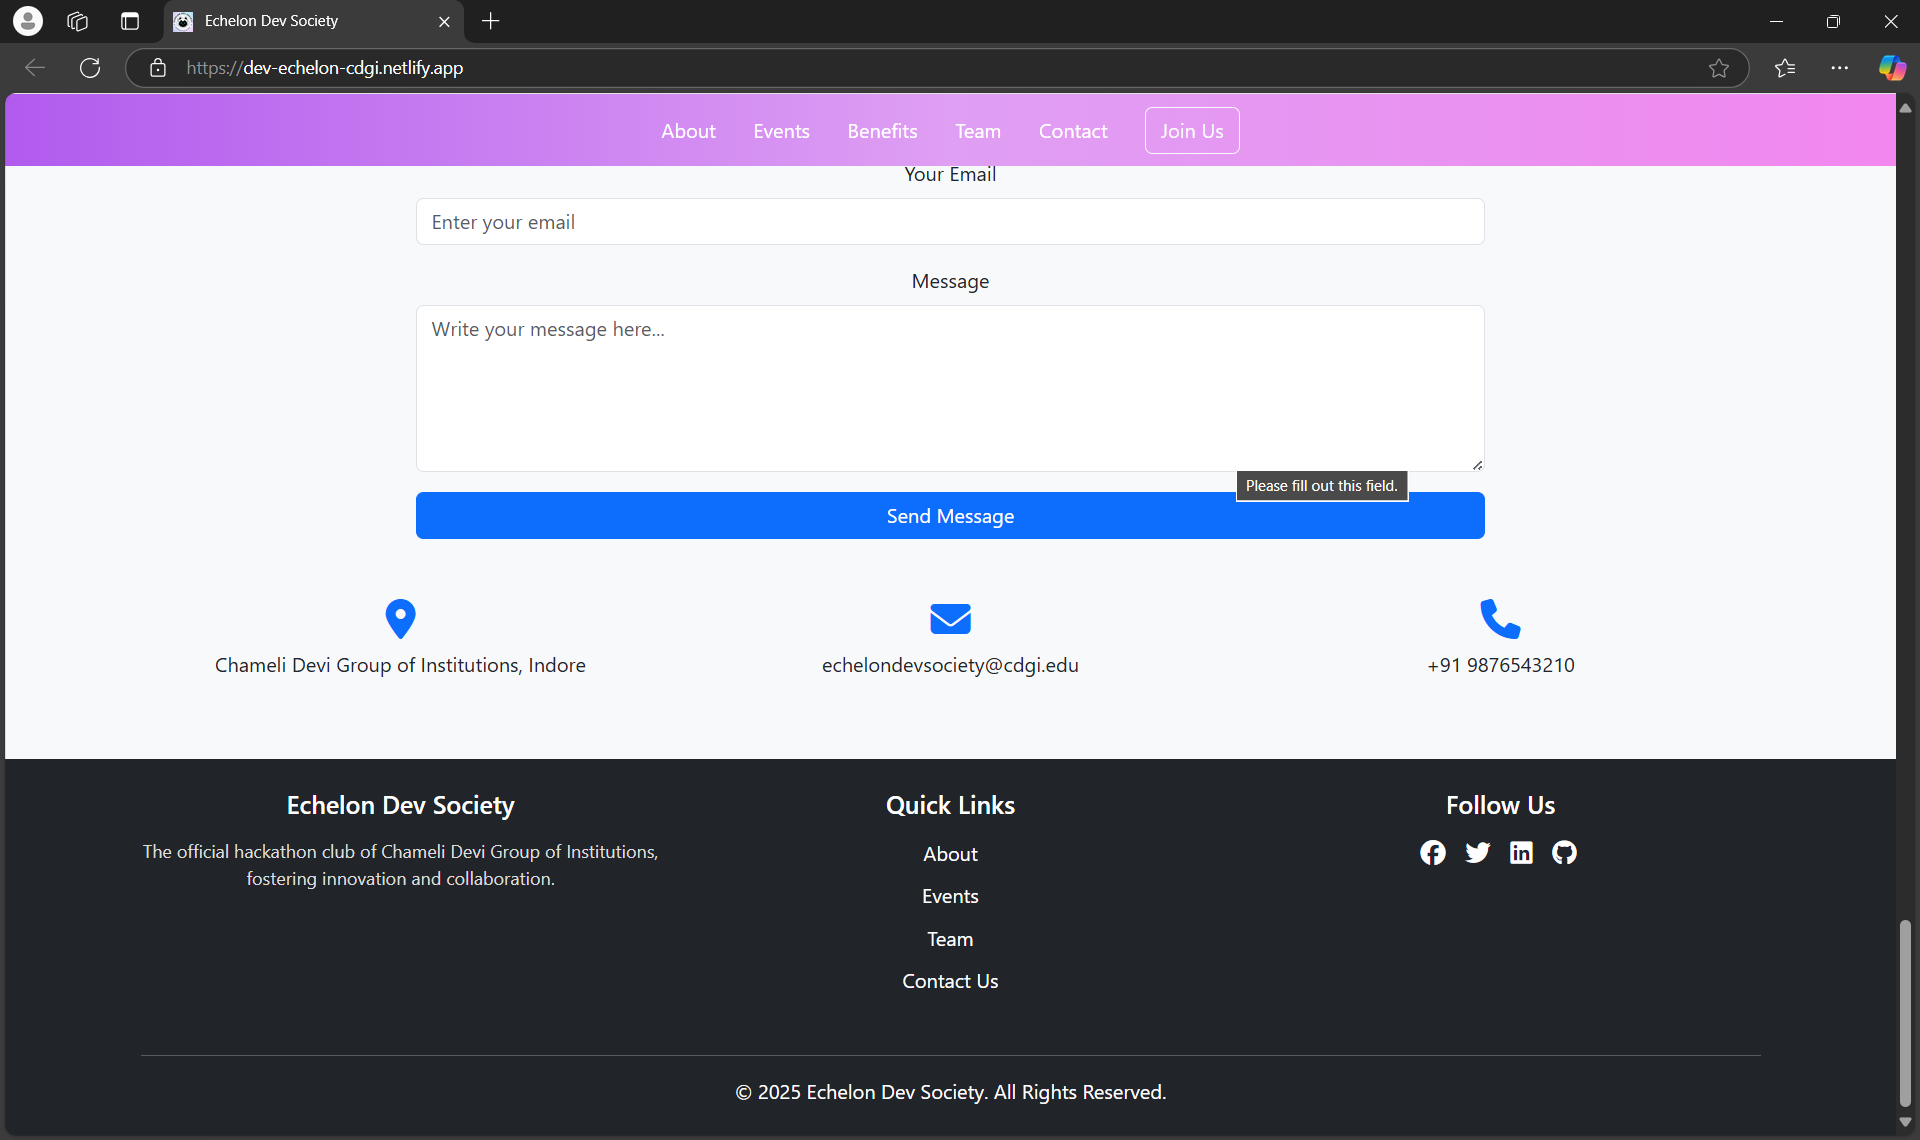 Echelon Dev Society
https://dev-echelon-cdgi.netlify.app
About Events Benefits Team Contact Join Us
Your Email
Enter your email
Message
Write your message here...
Please fill out this field.
Send Message
Chameli Devi Group of Institutions, Indore
echelondevsociety@cdgi.edu
+91 9876543210
Echelon Dev Society
The official hackathon club of Chameli Devi Group of Institutions,
fostering innovation and collaboration.
Quick Links
About
Events
Team
Contact Us
Follow Us
© 2025 Echelon Dev Society. All Rights Reserved.